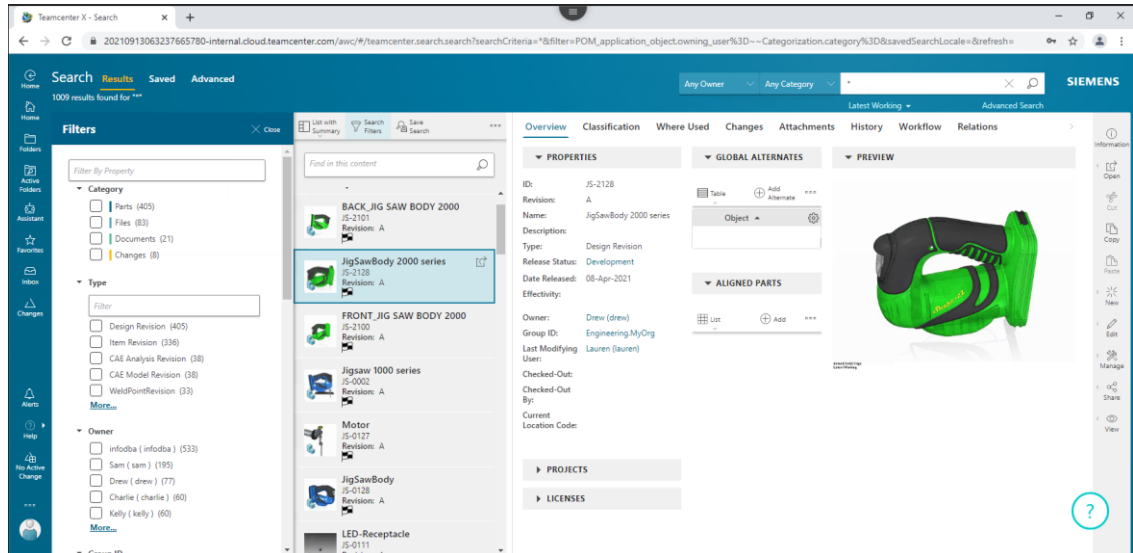 Teamcenter X - Search
20210913063237665780-internal.cloud.teamcenter.com/awc/#/teamcenter.search.search?searchCriteria=*&filter=POM_application_object.owning_user%3D~~Categorization.category%3D&savedSearchLocale=&refresh=
Home
Search Results Saved Advanced
1009 results found for "*"
Any Owner Any Category *
SIEMENS
Latest Working Advanced Search
Home
Folders
Active Folders
Assistant
Favorites
Inbox
Changes
Alerts
Help
No Active Change
Filters Close
Filter By Property
Category
Parts (405)
Files (83)
Documents (21)
Changes (8)
Type
Filter
Design Revision (405)
Item Revision (336)
CAE Analysis Revision (38)
CAE Model Revision (38)
WeldPointRevision (33)
More...
Owner
infodba ( infodba ) (533)
Sam ( sam ) (195)
Drew ( drew ) (77)
Charlie ( charlie ) (60)
Kelly ( kelly ) (60)
More...
Group ID
List with Summary
Search Filters
Save Search
Find in this content
BACK_JIG SAW BODY 2000
JS-2101
Revision: A
JigSawBody 2000 series
JS-2128
Revision: A
FRONT_JIG SAW BODY 2000
JS-2100
Revision: A
Jigsaw 1000 series
JS-0002
Revision: A
Motor
JS-0127
Revision: A
JigSawBody
JS-0128
Revision: A
LED-Receptacle
JS-0111
Overview Classification Where Used Changes Attachments History Workflow Relations
PROPERTIES
ID: JS-2128
Revision: A
Name: JigSawBody 2000 series
Description:
Type: Design Revision
Release Status: Development
Date Released: 08-Apr-2021
Effectivity:
Owner: Drew (drew)
Group ID: Engineering.MyOrg
Last Modifying User: Lauren (lauren)
Checked-Out:
Checked-Out By:
Current Location Code:
PROJECTS
LICENSES
GLOBAL ALTERNATES
Table
Add Alternate
Object
ALIGNED PARTS
List Add
PREVIEW
Information
Open
Cut
Copy
Paste
New
Edit
Manage
Share
View
?